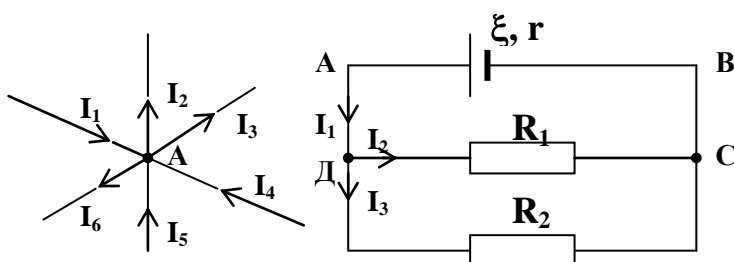 ξ, r
А
В
I₂
I₁
I₃
I₁
R₁
I₂
А
С
Д
I₄
I₃
R₂
I₆
I₅